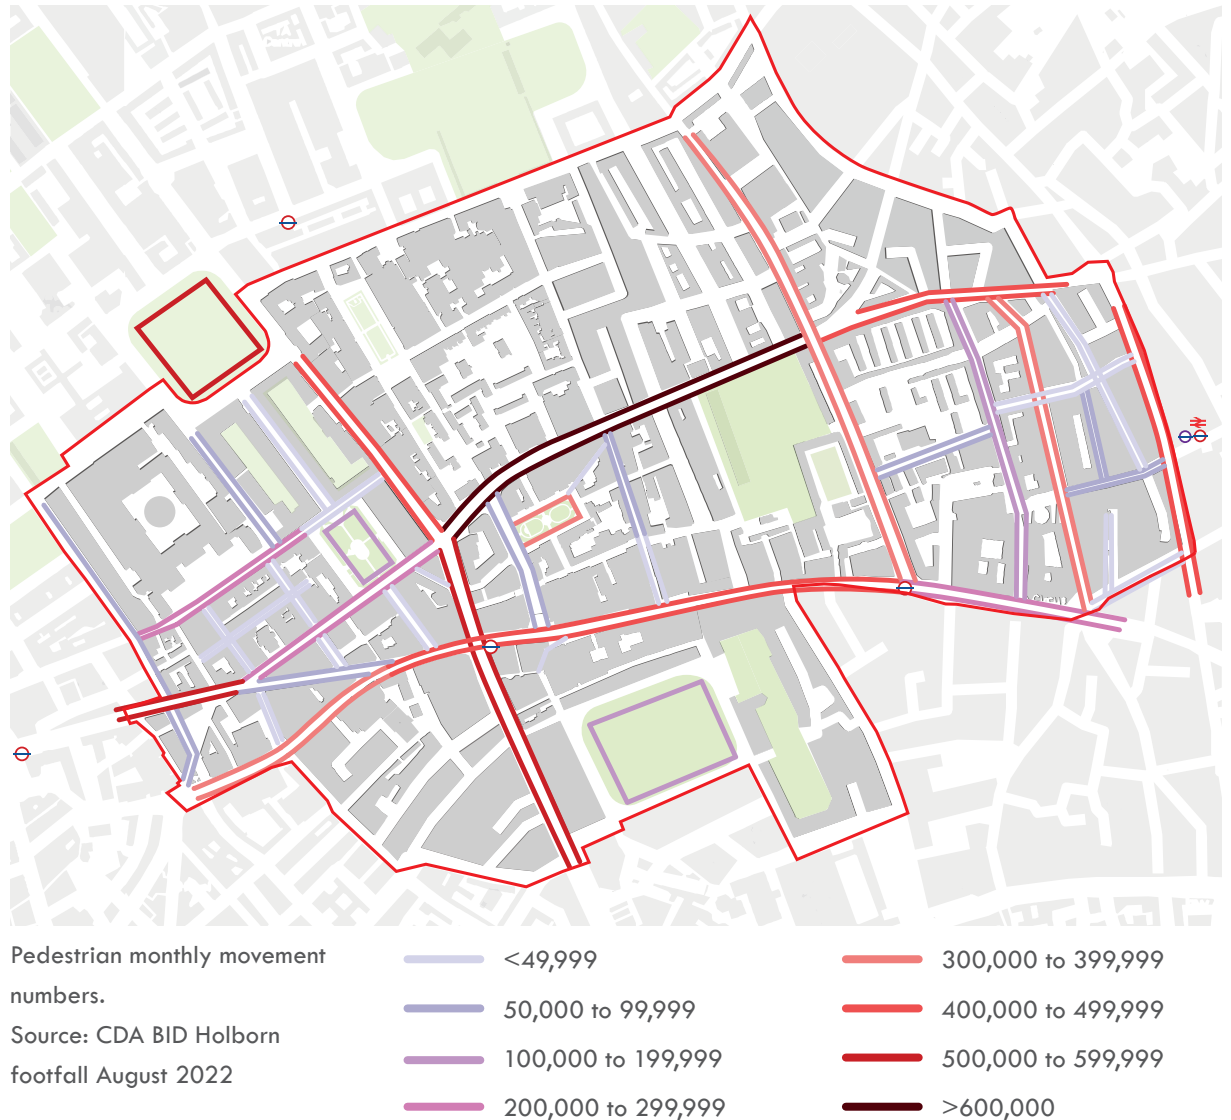 Pedestrian monthly movement
numbers.
Source: CDA BID Holborn
footfall August 2022
<49,999
50,000 to 99,999
100,000 to 199,999
200,000 to 299,999
300,000 to 399,999
400,000 to 499,999
500,000 to 599,999
>600,000